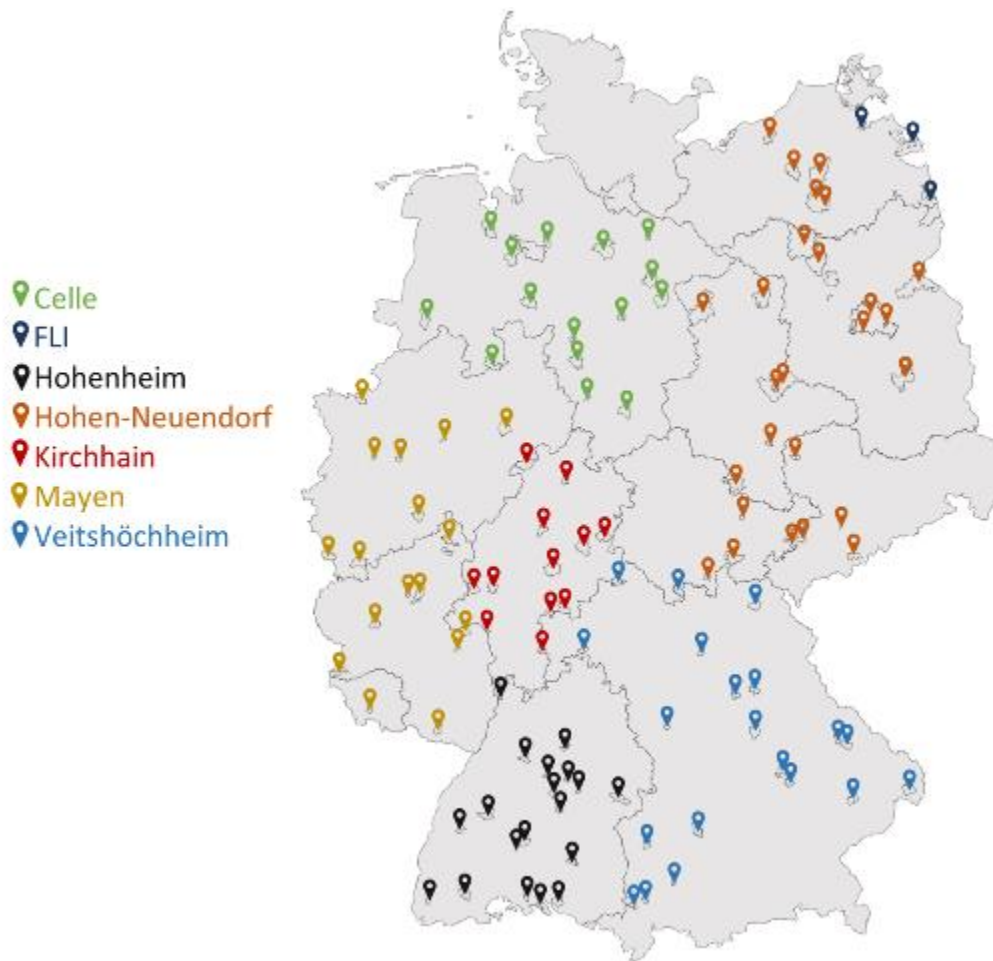 Celle
FLI
Hohenheim
Hohen-Neuendorf
Kirchhain
Mayen
Veitshöchheim